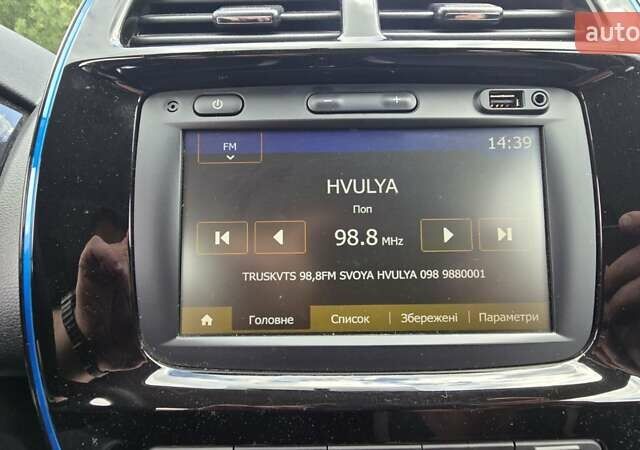 auto
FM
14:39
HVULYA
Поп
98.8 MHz
TRUSKVTS 98,8FM SVOYA HVULYA 098 9880001
Головне
Список
Збережені
Параметри